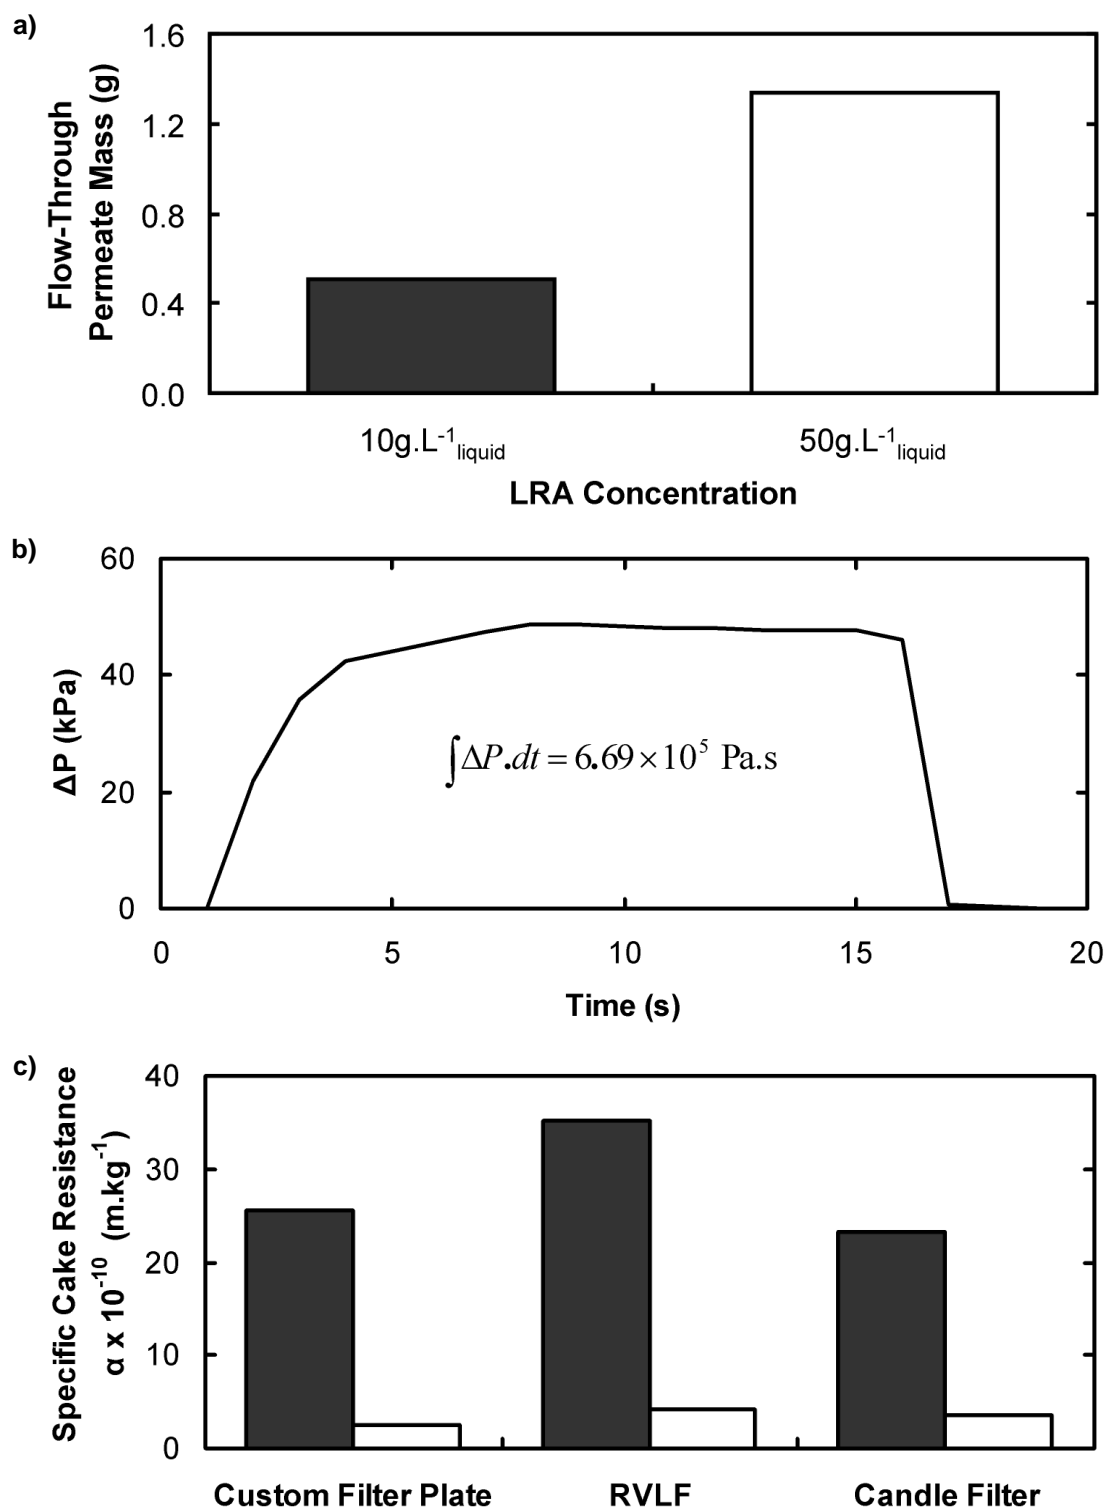 a)
Flow-Through
Permeate Mass (g)
1.6
1.2
0.8
0.4
0.0
10g.L⁻¹liquid 50g.L⁻¹liquid
LRA Concentration
b)
ΔP (kPa)
60
40
20
0
∫ΔP.dt = 6.69×10⁵ Pa.s
0 5 10 15 20
Time (s)
c)
Specific Cake Resistance
α x 10⁻¹⁰ (m.kg⁻¹)
40
30
20
10
0
Custom Filter Plate RVLF Candle Filter